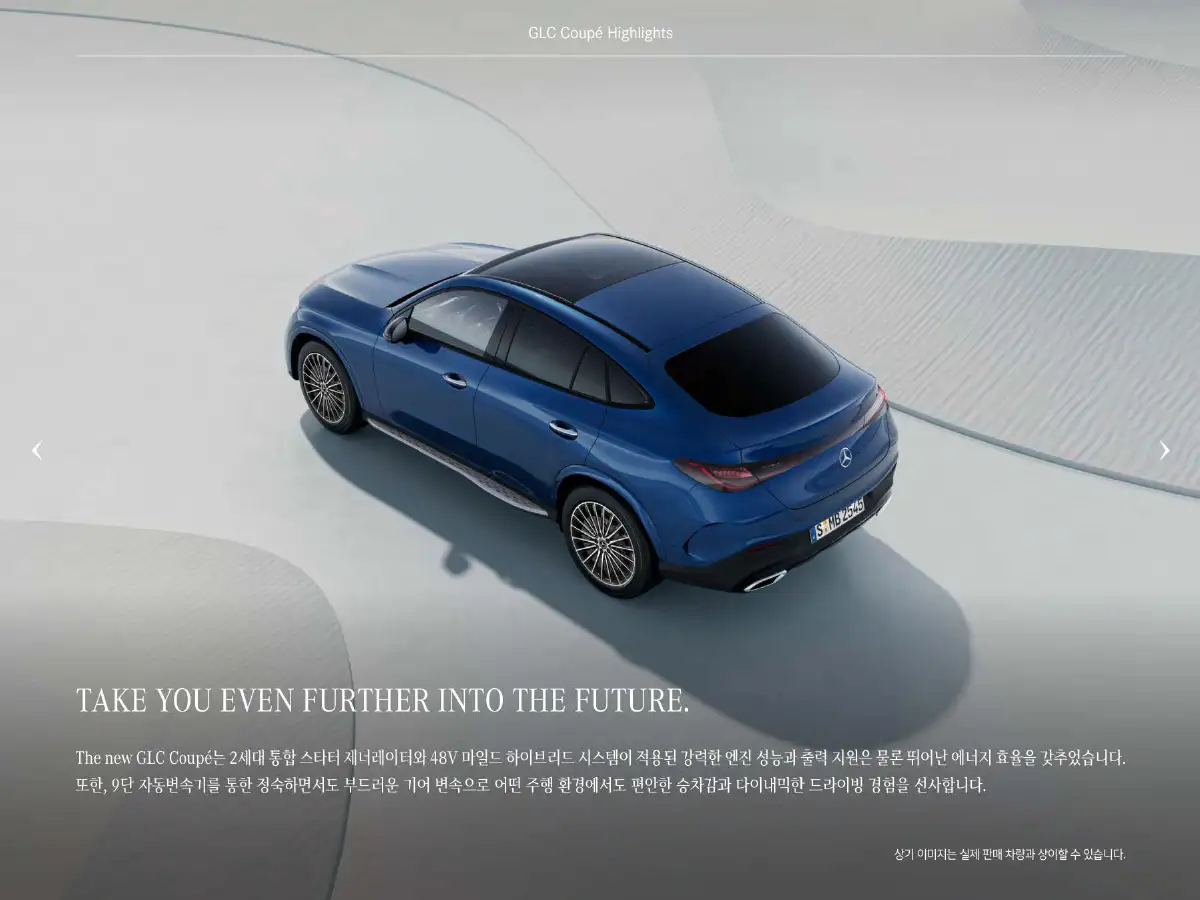 GLC Coupé Highlights
S MB 2545
TAKE YOU EVEN FURTHER INTO THE FUTURE.
The new GLC Coupé는 2세대 통합 스타터 제너레이터와 48V 마일드 하이브리드 시스템이 적용된 강력한 엔진 성능과 출력 지원은 물론 뛰어난 에너지 효율을 갖추었습니다.
또한, 9단 자동변속기를 통한 정숙하면서도 부드러운 기어 변속으로 어떤 주행 환경에서도 편안한 승차감과 다이내믹한 드라이빙 경험을 선사합니다.
상기 이미지는 실제 판매 차량과 상이할 수 있습니다.